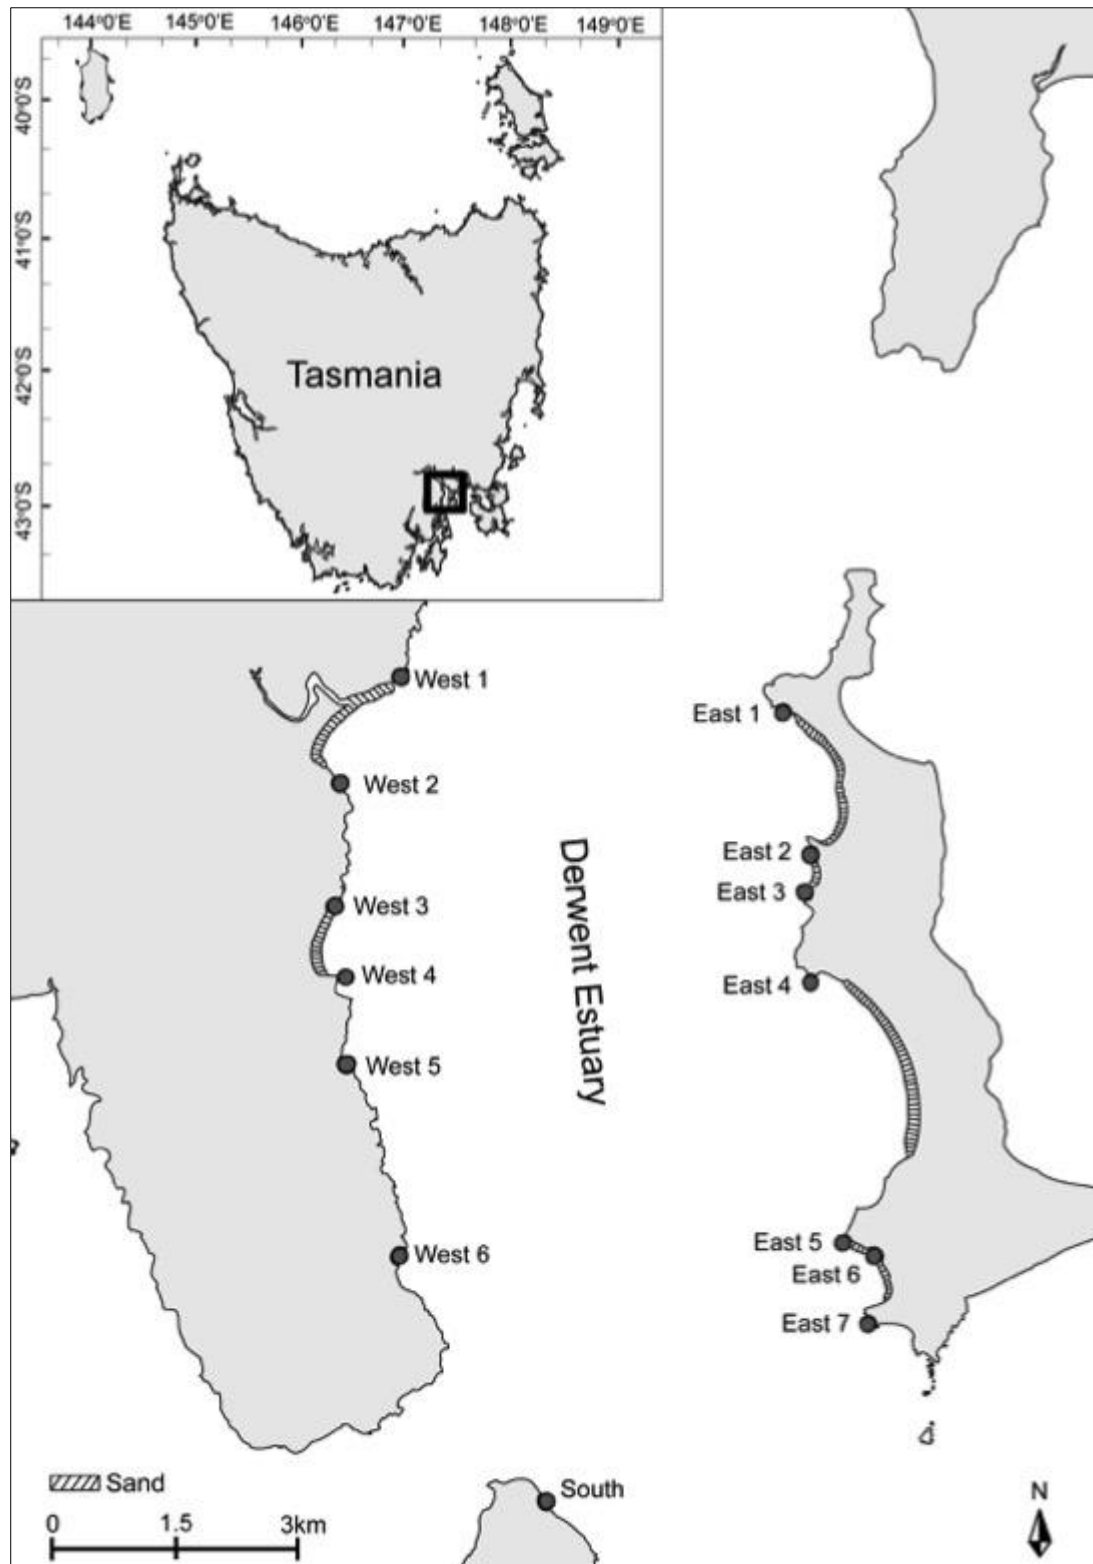 144°0'E 145°0'E 146°0'E 147°0'E 148°0'E 149°0'E
40°0'S
41°0'S
42°0'S
43°0'S
Tasmania
West 1
East 1
West 2
East 2
East 3
West 3
West 4
East 4
Derwent Estuary
West 5
East 5
West 6
East 6
East 7
Sand
South
N
0 1.5 3km